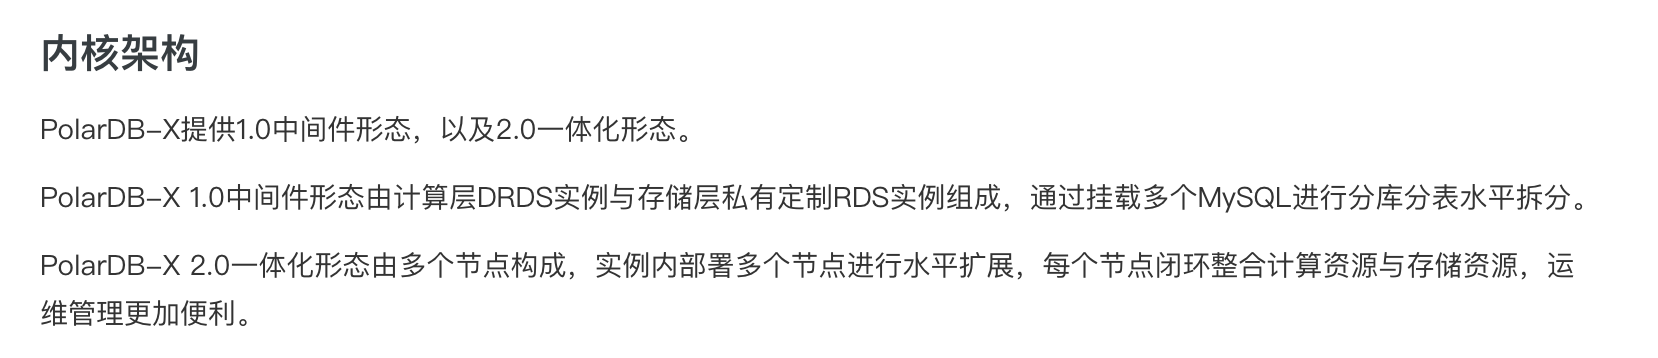 内核架构
PolarDB-X提供1.0中间件形态，以及2.0一体化形态。
PolarDB-X 1.0中间件形态由计算层DRDS实例与存储层私有定制RDS实例组成，通过挂载多个MySQL进行分库分表水平拆分。
PolarDB-X 2.0一体化形态由多个节点构成，实例内部署多个节点进行水平扩展，每个节点闭环整合计算资源与存储资源，运
维管理更加便利。